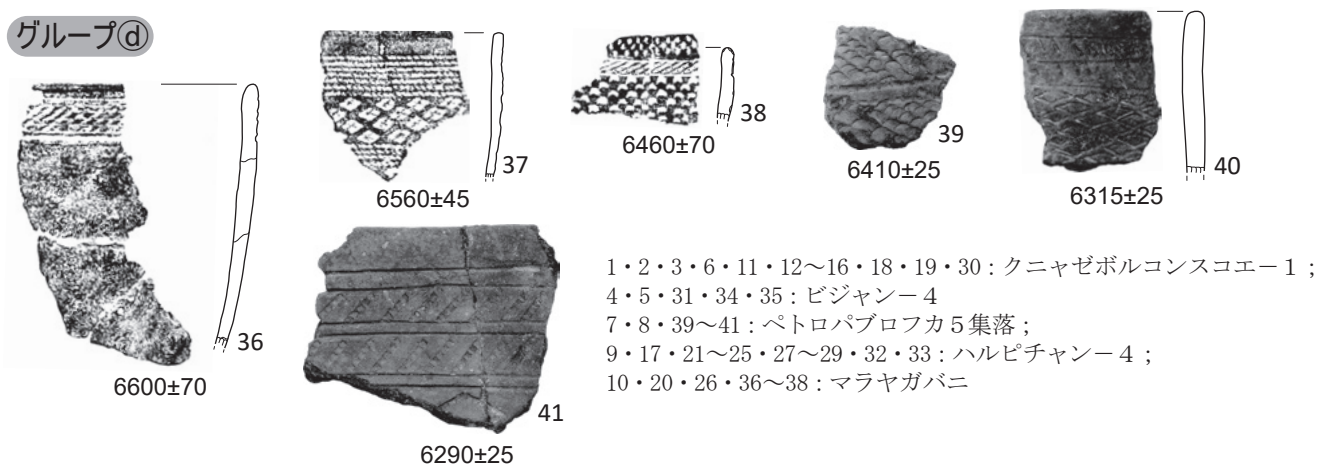 グループⓓ
36
6600±70
37
6560±45
38
6460±70
39
6410±25
40
6315±25
41
6290±25
1・2・3・6・11・12～16・18・19・30：クニャゼボルコンスコエー1；
4・5・31・34・35：ビジャン－4
7・8・39～41：ペトロパブロフカ5集落；
9・17・21～25・27～29・32・33：ハルピチャン－4；
10・20・26・36～38：マラヤガバニ